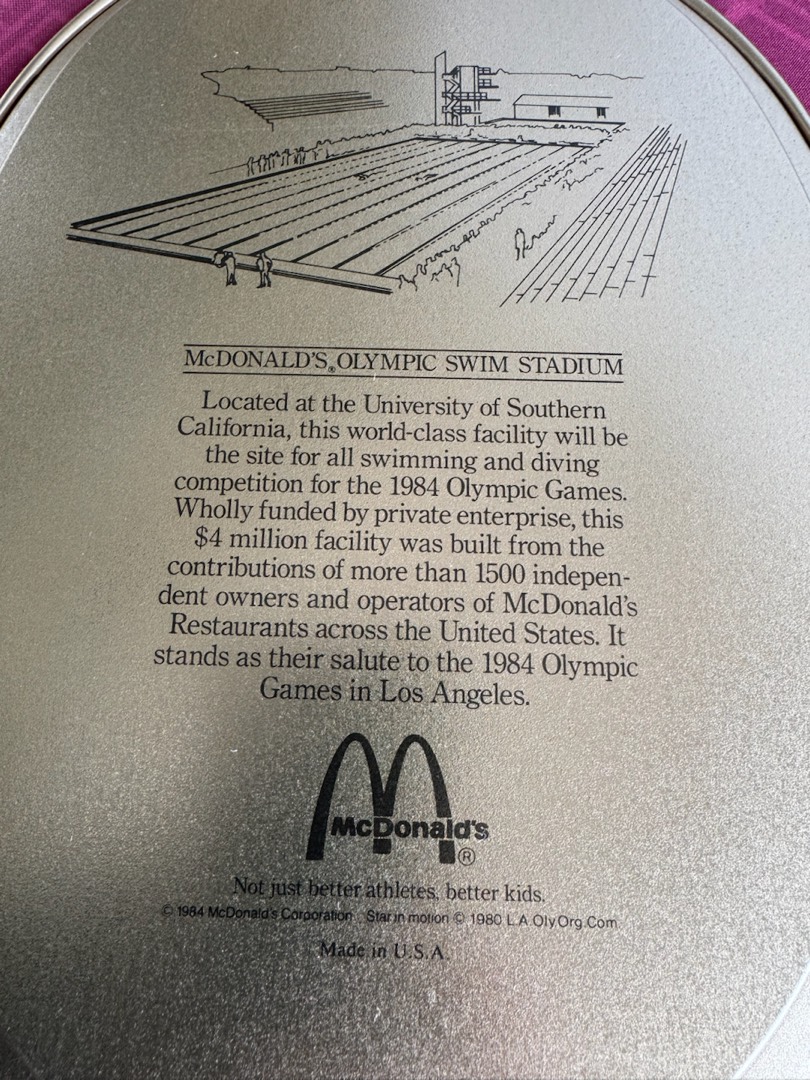 McDONALD'S® OLYMPIC SWIM STADIUM
Located at the University of Southern
California, this world-class facility will be
the site for all swimming and diving
competition for the 1984 Olympic Games.
Wholly funded by private enterprise, this
$4 million facility was built from the
contributions of more than 1500 indepen-
dent owners and operators of McDonald's
Restaurants across the United States. It
stands as their salute to the 1984 Olympic
Games in Los Angeles.
McDonald's
®
Not just better athletes, better kids.
© 1984 McDonald's Corporation Star in motion © 1980 L.A Oly.Org.Com
Made in U.S.A.